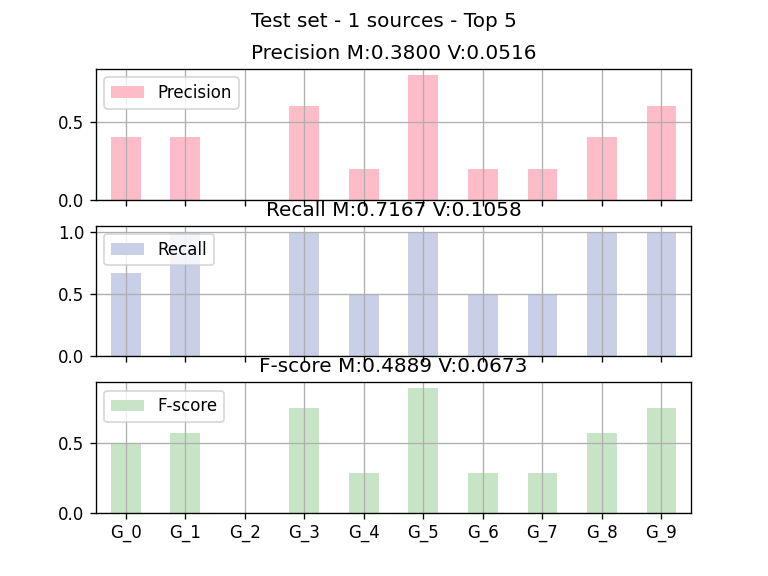 Test set - 1 sources - Top 5
Precision M:0.3800 V:0.0516
Precision
0.5
0.0
Recall M:0.7167 V:0.1058
1.0
Recall
0.5
0.0
F-score M:0.4889 V:0.0673
F-score
0.5
0.0
G_0 G_1 G_2 G_3 G_4 G_5 G_6 G_7 G_8 G_9